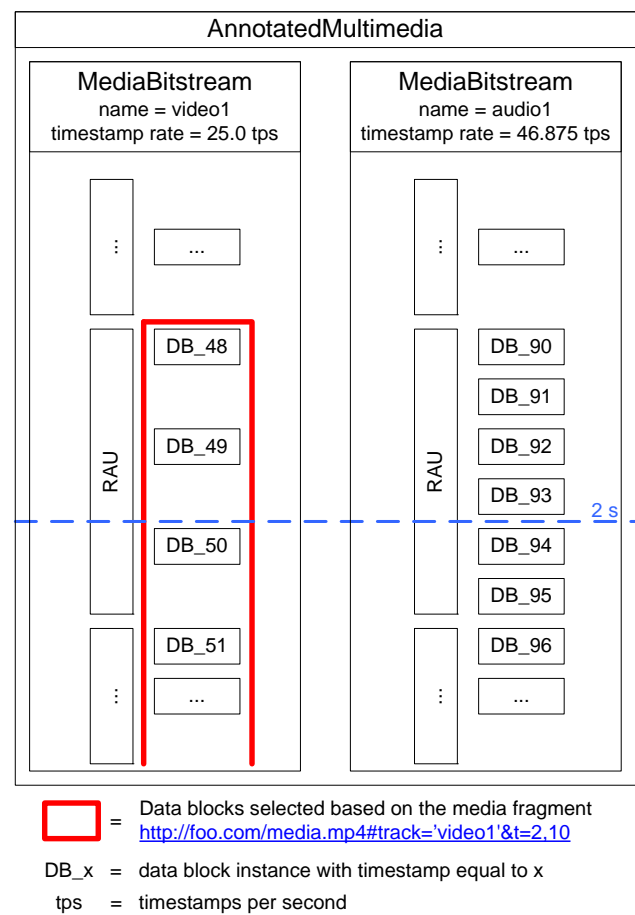 AnnotatedMultimedia
MediaBitstream
name = video1
timestamp rate = 25.0 tps
...
...
RAU
DB_48
DB_49
DB_50
DB_51
...
...
MediaBitstream
name = audio1
timestamp rate = 46.875 tps
...
...
RAU
DB_90
DB_91
DB_92
DB_93
2 s
DB_94
DB_95
DB_96
...
...
= Data blocks selected based on the media fragment
http://foo.com/media.mp4#track='video1'&t=2,10
DB_x = data block instance with timestamp equal to x
tps = timestamps per second